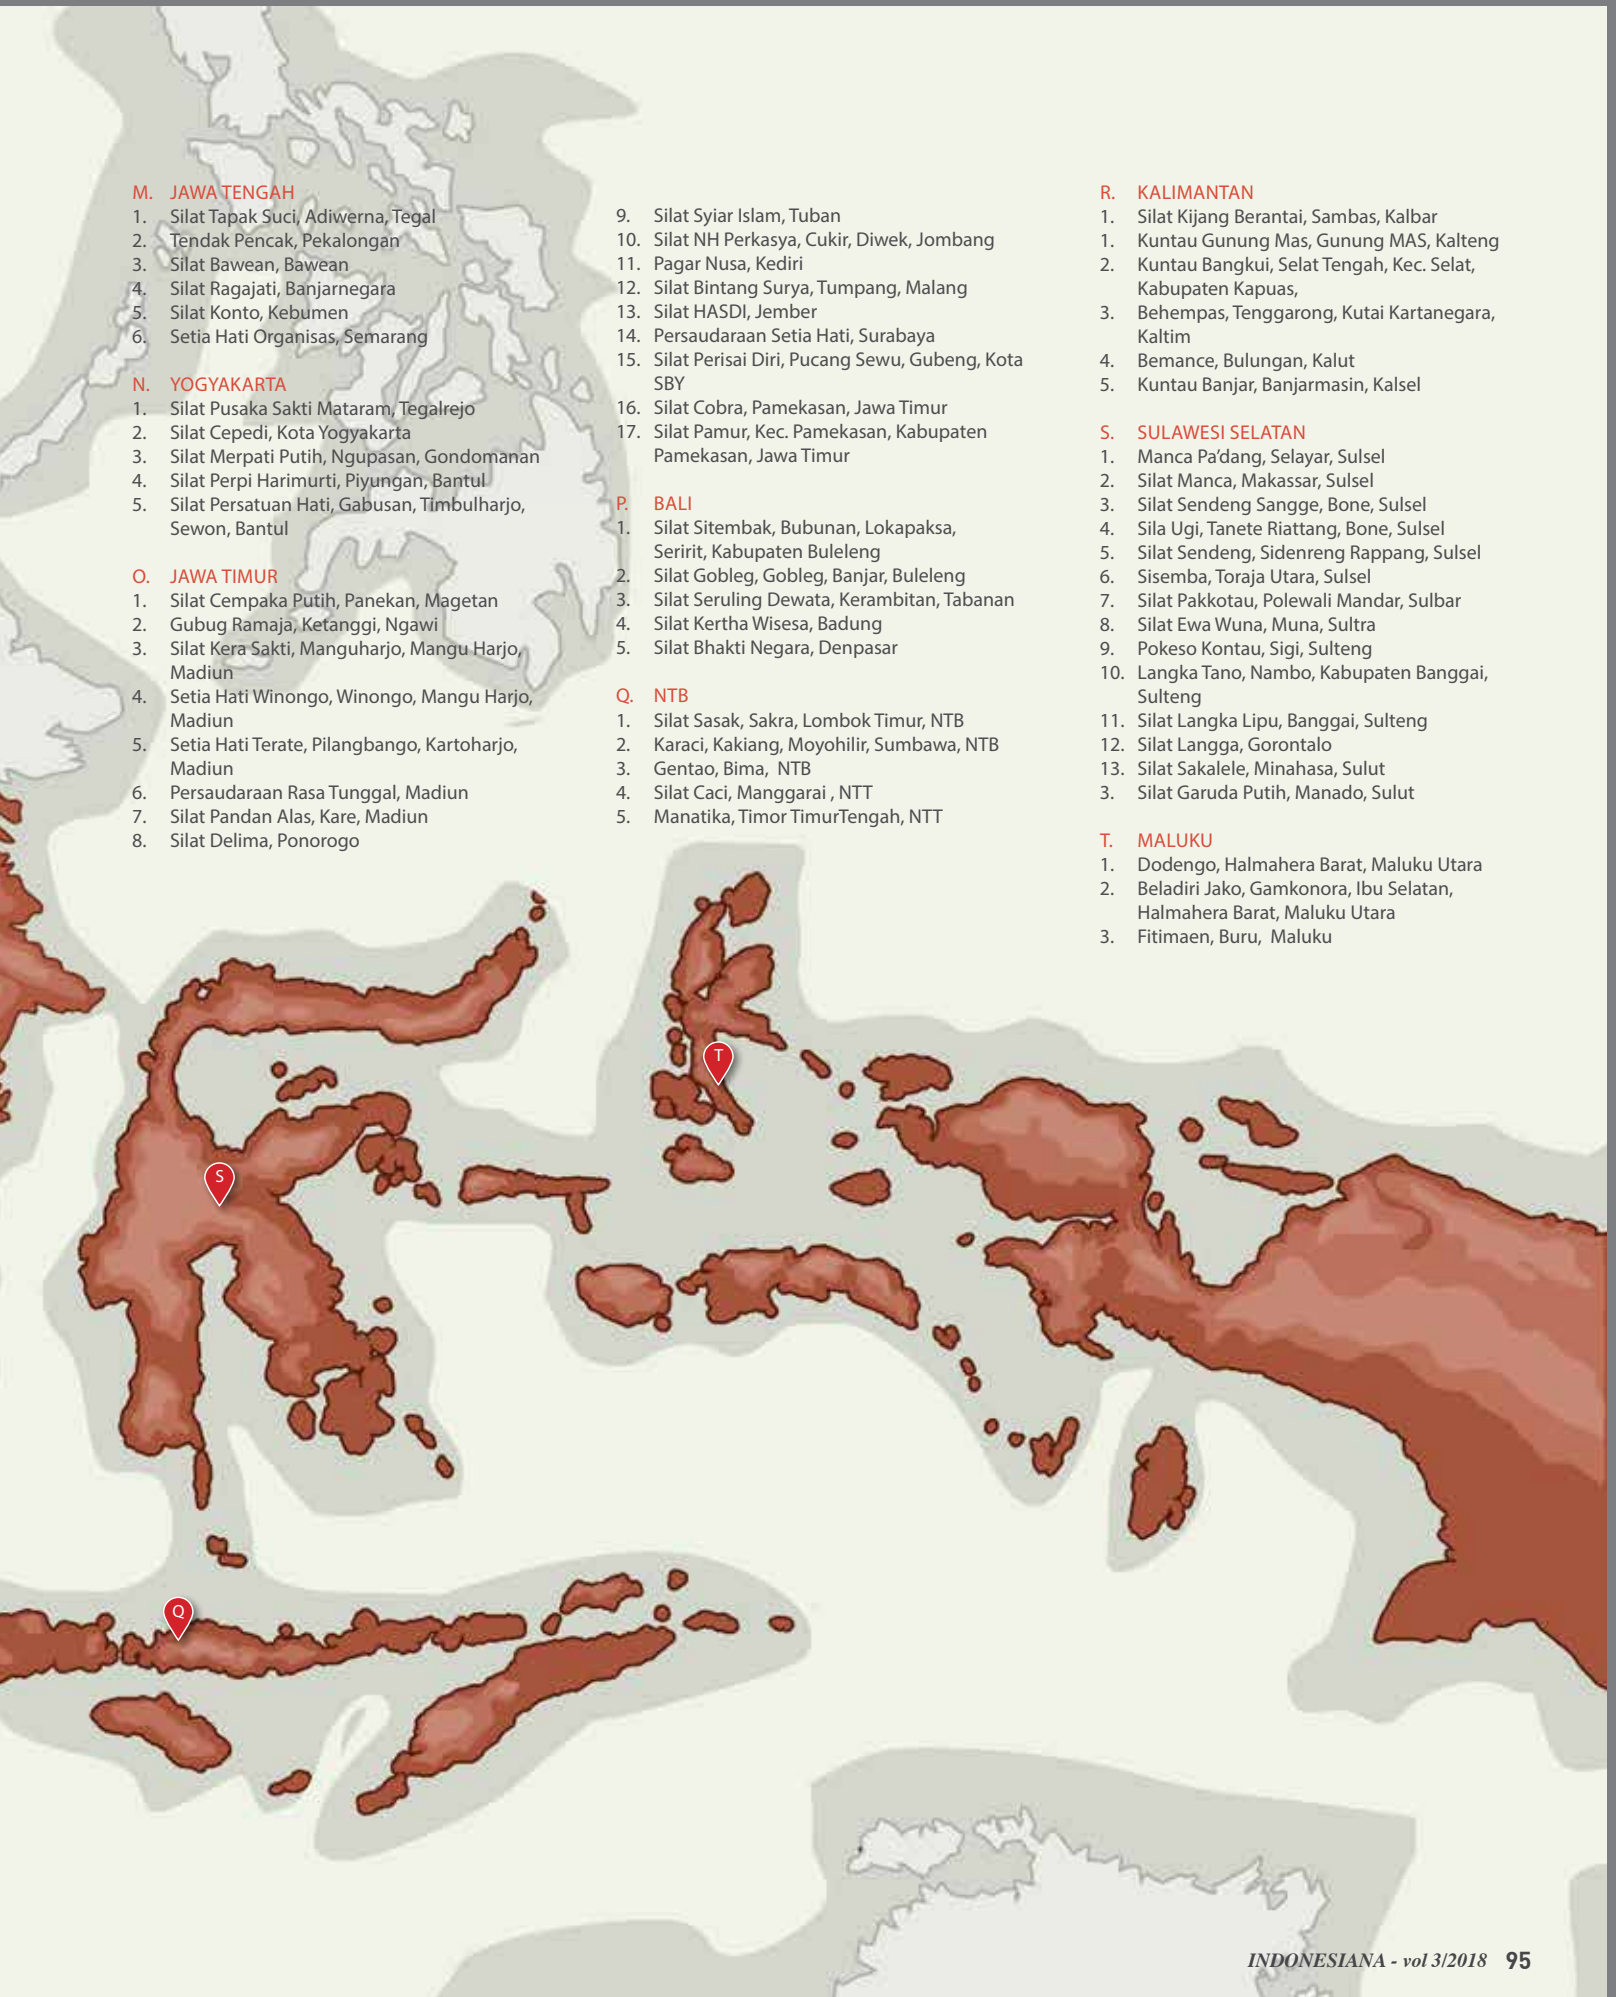 M. JAWA TENGAH
1. Silat Tapak Suci, Adiwerna, Tegal
2. Tendak Pencak, Pekalongan
3. Silat Bawean, Bawean
4. Silat Ragajati, Banjarnegara
5. Silat Konto, Kebumen
6. Setia Hati Organisas, Semarang
N. YOGYAKARTA
1. Silat Pusaka Sakti Mataram, Tegalrejo
2. Silat Cepedi, Kota Yogyakarta
3. Silat Merpati Putih, Ngupasan, Gondomanan
4. Silat Perpi Harimurti, Piyungan, Bantul
5. Silat Persatuan Hati, Gabusan, Timbulharjo,
Sewon, Bantul
O. JAWA TIMUR
1. Silat Cempaka Putih, Panekan, Magetan
2. Gubug Ramaja, Ketanggi, Ngawi
3. Silat Kera Sakti, Manguharjo, Mangu Harjo,
Madiun
4. Setia Hati Winongo, Winongo, Mangu Harjo,
Madiun
5. Setia Hati Terate, Pilangbango, Kartoharjo,
Madiun
6. Persaudaraan Rasa Tunggal, Madiun
7. Silat Pandan Alas, Kare, Madiun
8. Silat Delima, Ponorogo
9. Silat Syiar Islam, Tuban
10. Silat NH Perkasya, Cukir, Diwek, Jombang
11. Pagar Nusa, Kediri
12. Silat Bintang Surya, Tumpang, Malang
13. Silat HASDI, Jember
14. Persaudaraan Setia Hati, Surabaya
15. Silat Perisai Diri, Pucang Sewu, Gubeng, Kota
SBY
16. Silat Cobra, Pamekasan, Jawa Timur
17. Silat Pamur, Kec. Pamekasan, Kabupaten
Pamekasan, Jawa Timur
P. BALI
1. Silat Sitembak, Bubunan, Lokapaksa,
Seririt, Kabupaten Buleleng
2. Silat Gobleg, Gobleg, Banjar, Buleleng
3. Silat Seruling Dewata, Kerambitan, Tabanan
4. Silat Kertha Wisesa, Badung
5. Silat Bhakti Negara, Denpasar
Q. NTB
1. Silat Sasak, Sakra, Lombok Timur, NTB
2. Karaci, Kakiang, Moyohilir, Sumbawa, NTB
3. Gentao, Bima, NTB
4. Silat Caci, Manggarai , NTT
5. Manatika, Timor TimurTengah, NTT
R. KALIMANTAN
1. Silat Kijang Berantai, Sambas, Kalbar
1. Kuntau Gunung Mas, Gunung MAS, Kalteng
2. Kuntau Bangkui, Selat Tengah, Kec. Selat,
Kabupaten Kapuas,
3. Behempas, Tenggarong, Kutai Kartanegara,
Kaltim
4. Bemance, Bulungan, Kalut
5. Kuntau Banjar, Banjarmasin, Kalsel
S. SULAWESI SELATAN
1. Manca Pa’dang, Selayar, Sulsel
2. Silat Manca, Makassar, Sulsel
3. Silat Sendeng Sangge, Bone, Sulsel
4. Sila Ugi, Tanete Riattang, Bone, Sulsel
5. Silat Sendeng, Sidenreng Rappang, Sulsel
6. Sisemba, Toraja Utara, Sulsel
7. Silat Pakkotau, Polewali Mandar, Sulbar
8. Silat Ewa Wuna, Muna, Sultra
9. Pokeso Kontau, Sigi, Sulteng
10. Langka Tano, Nambo, Kabupaten Banggai,
Sulteng
11. Silat Langka Lipu, Banggai, Sulteng
12. Silat Langga, Gorontalo
13. Silat Sakalele, Minahasa, Sulut
3. Silat Garuda Putih, Manado, Sulut
T. MALUKU
1. Dodengo, Halmahera Barat, Maluku Utara
2. Beladiri Jako, Gamkonora, Ibu Selatan,
Halmahera Barat, Maluku Utara
3. Fitimaen, Buru, Maluku
T
S
Q
INDONESIANA - vol 3/2018 95